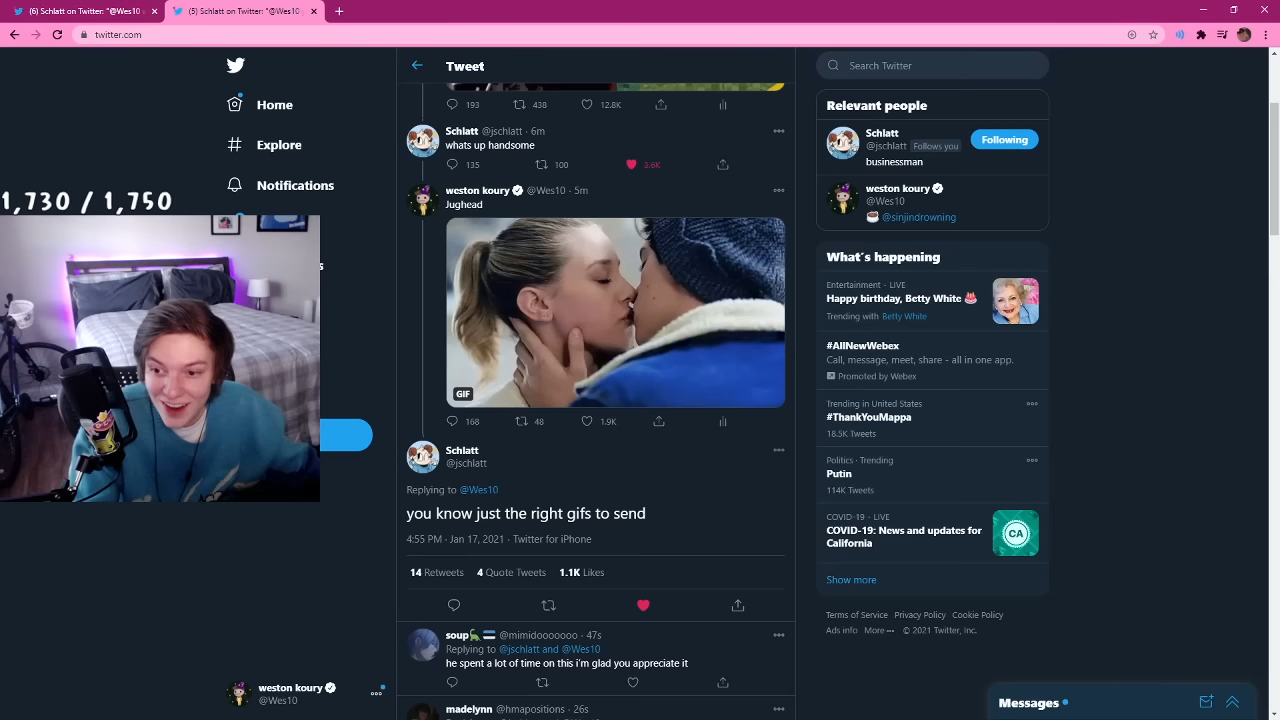 (6) Schlatt on Twitter: "@Wes10
(5) Schlatt on Twitter: "@Wes10
twitter.com
Home
Explore
Notifications
1,730 / 1,750
s
weston koury
@Wes10
Tweet
193 438 12.8K
Schlatt @jschlatt · 6m
whats up handsome
135 100 3.6K
weston koury @Wes10 · 5m
Jughead
GIF
168 48 1.9K
Schlatt
@jschlatt
Replying to @Wes10
you know just the right gifs to send
4:55 PM · Jan 17, 2021 · Twitter for iPhone
14 Retweets 4 Quote Tweets 1.1K Likes
soup @mimidooooooo · 47s
Replying to @jschlatt and @Wes10
he spent a lot of time on this i'm glad you appreciate it
madelynn @hmapositions · 26s
Search Twitter
Relevant people
Schlatt
@jschlatt Follows you
Following
businessman
weston koury
@Wes10
@sinjindrowning
What's happening
Entertainment · LIVE
Happy birthday, Betty White
Trending with Betty White
#AllNewWebex
Call, message, meet, share - all in one app.
Promoted by Webex
Trending in United States
#ThankYouMappa
18.5K Tweets
Politics · Trending
Putin
114K Tweets
COVID-19 · LIVE
COVID-19: News and updates for
California
CA
Show more
Terms of Service Privacy Policy Cookie Policy
Ads info More © 2021 Twitter, Inc.
Messages